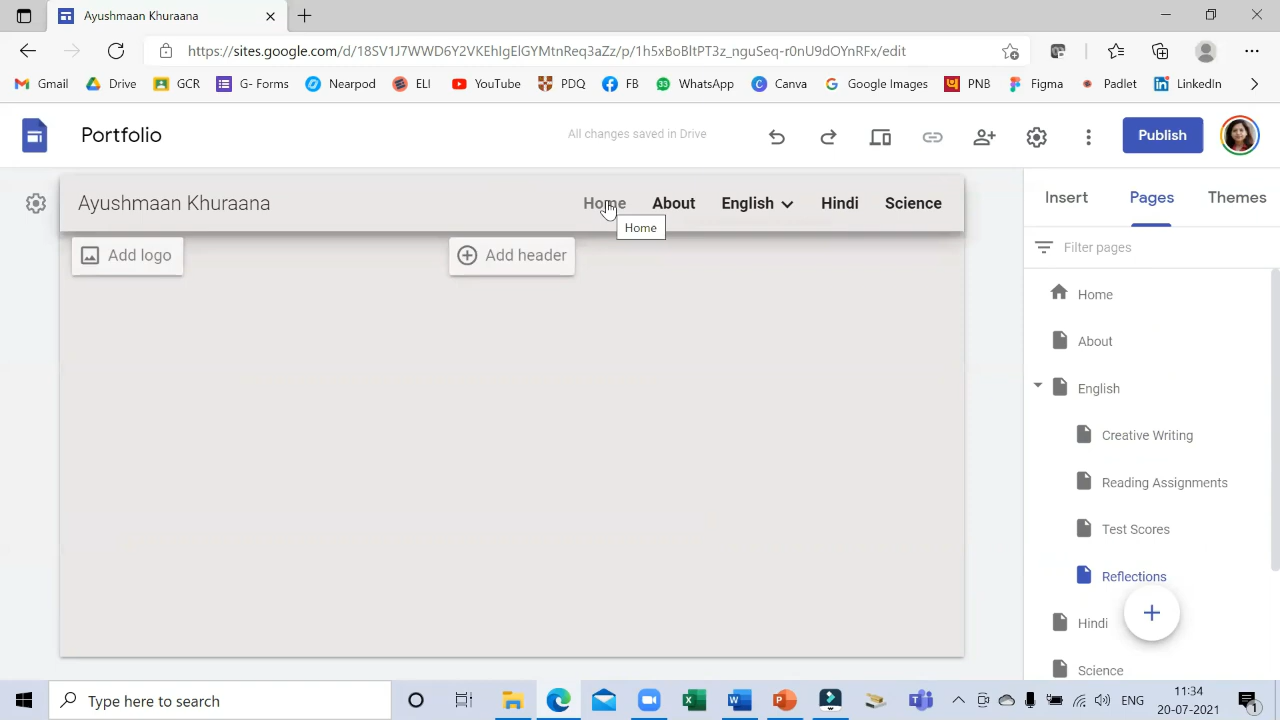 Ayushmaan Khuraana
https://sites.google.com/d/18SV1J7WWD6Y2VKEhIgElGYMtnReq3aZz/p/1h5xBoBltPT3z_nguSeq-r0nU9dOYnRFx/edit
Gmail Drive GCR G- Forms Nearpod ELI YouTube PDQ FB 33 WhatsApp Canva Google Images PNB Figma Padlet LinkedIn
Portfolio
All changes saved in Drive
Publish
Ayushmaan Khuraana
Home About English Hindi Science
Home
Add logo
Add header
Insert Pages Themes
Filter pages
Home
About
English
Creative Writing
Reading Assignments
Test Scores
Reflections
Hindi
Science
Type here to search
ENG
11:34
20-07-2021
1